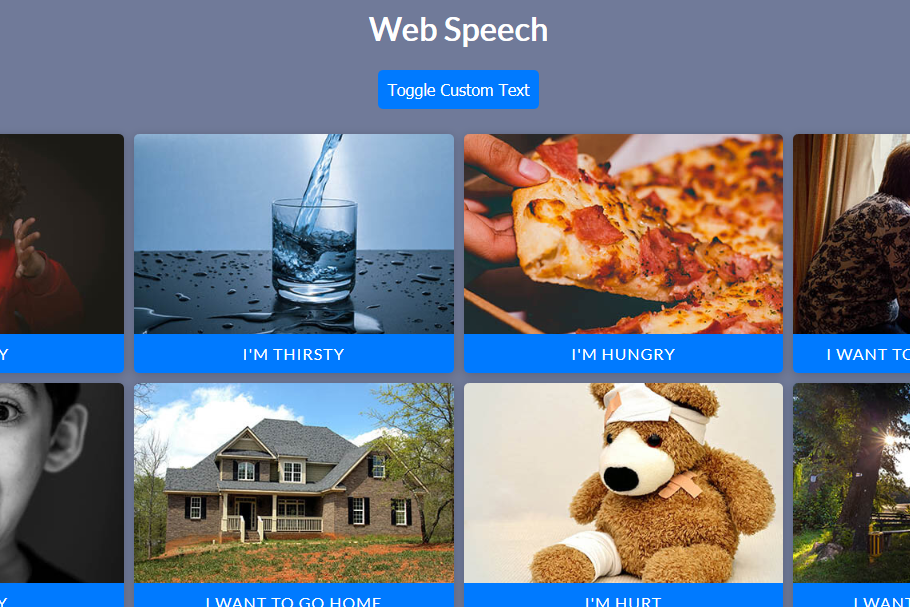 Web Speech
Toggle Custom Text
Y
I'M THIRSTY
I'M HUNGRY
I WANT TO
Y
I WANT TO GO HOME
I'M HURT
I WANT